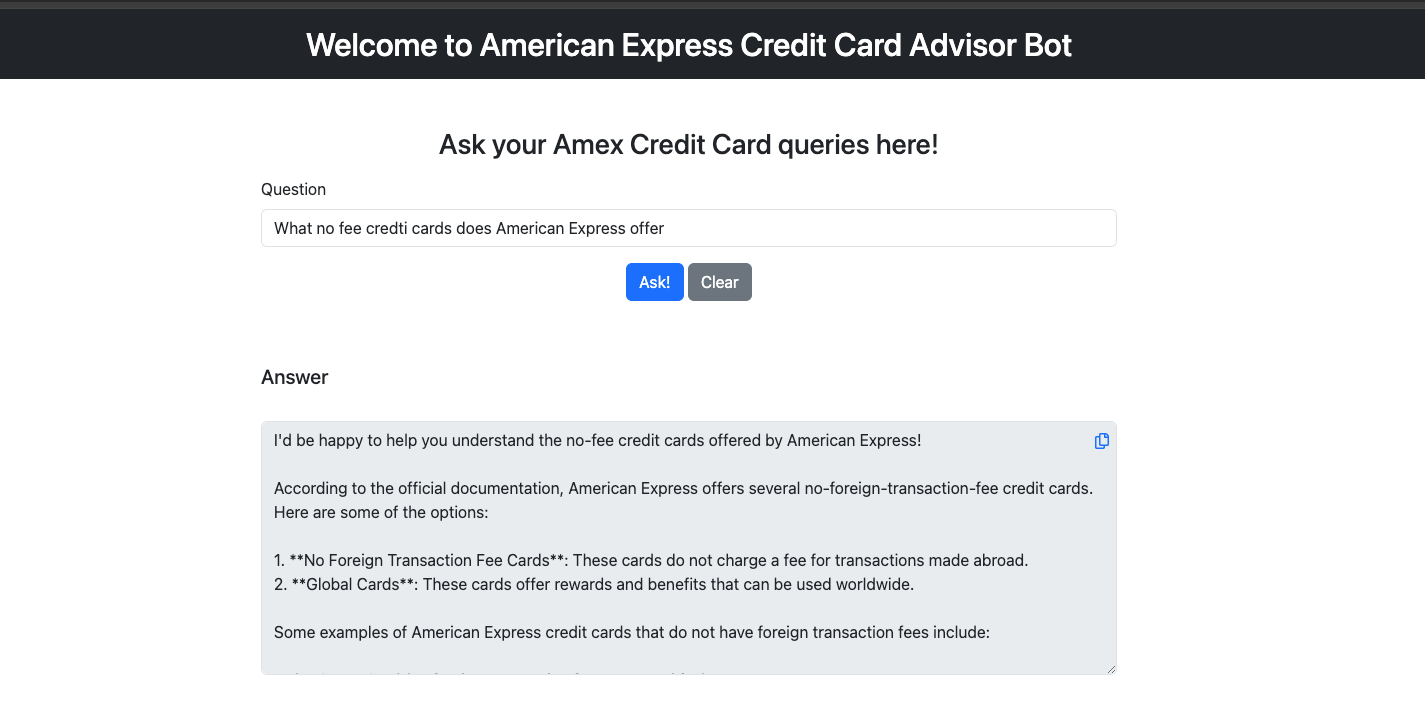 Welcome to American Express Credit Card Advisor Bot
Ask your Amex Credit Card queries here!
Question
What no fee credti cards does American Express offer
Ask! Clear
Answer
I'd be happy to help you understand the no-fee credit cards offered by American Express!
According to the official documentation, American Express offers several no-foreign-transaction-fee credit cards.
Here are some of the options:
1. **No Foreign Transaction Fee Cards**: These cards do not charge a fee for transactions made abroad.
2. **Global Cards**: These cards offer rewards and benefits that can be used worldwide.
Some examples of American Express credit cards that do not have foreign transaction fees include: